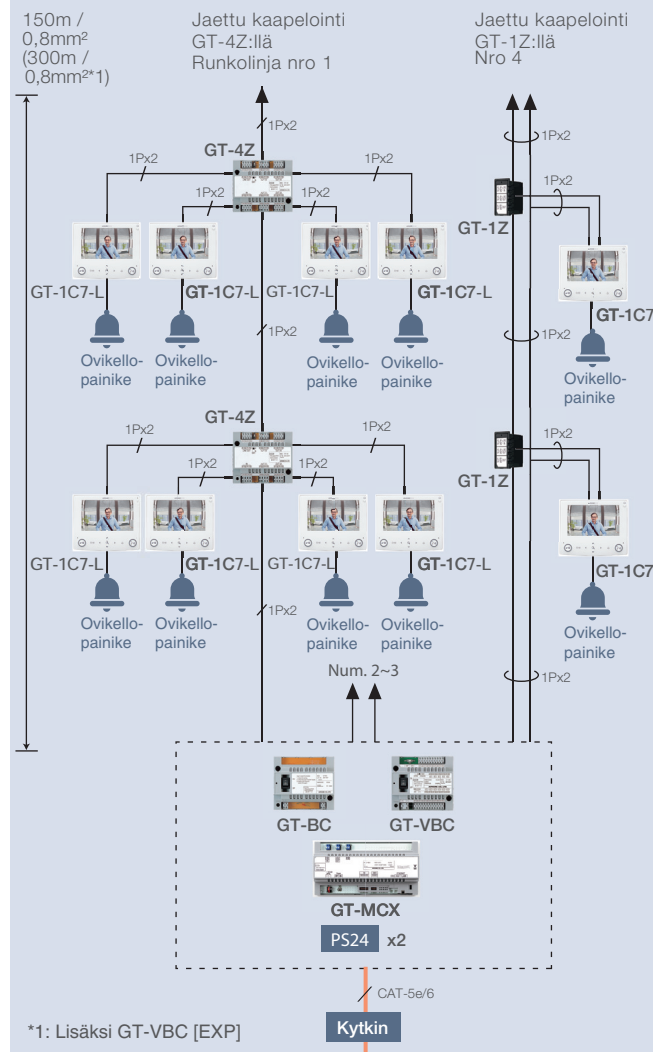 150m /
0,8mm²
(300m /
0,8mm²*1)
Jaettu kaapelointi
GT-4Z:llä
Runkolinja nro 1
Jaettu kaapelointi
GT-1Z:llä
Nro 4
1Px2
1Px2
GT-4Z
1Px2
1Px2
1Px2
1Px2
1Px2
GT-1Z
GT-1C7-L
GT-1C7-L
GT-1C7-L
GT-1C7-L
GT-1C7
Ovikello-
painike
Ovikello-
painike
Ovikello-
painike
Ovikello-
painike
Ovikello-
painike
1Px2
1Px2
GT-4Z
1Px2
1Px2
1Px2
1Px2
1Px2
GT-1Z
GT-1C7-L
GT-1C7-L
GT-1C7-L
GT-1C7-L
GT-1C7
Ovikello-
painike
Ovikello-
painike
Ovikello-
painike
Ovikello-
painike
Ovikello-
painike
1Px2
Num. 2~3
1Px2
GT-BC
GT-VBC
GT-MCX
PS24 x2
CAT-5e/6
*1: Lisäksi GT-VBC [EXP]
Kytkin